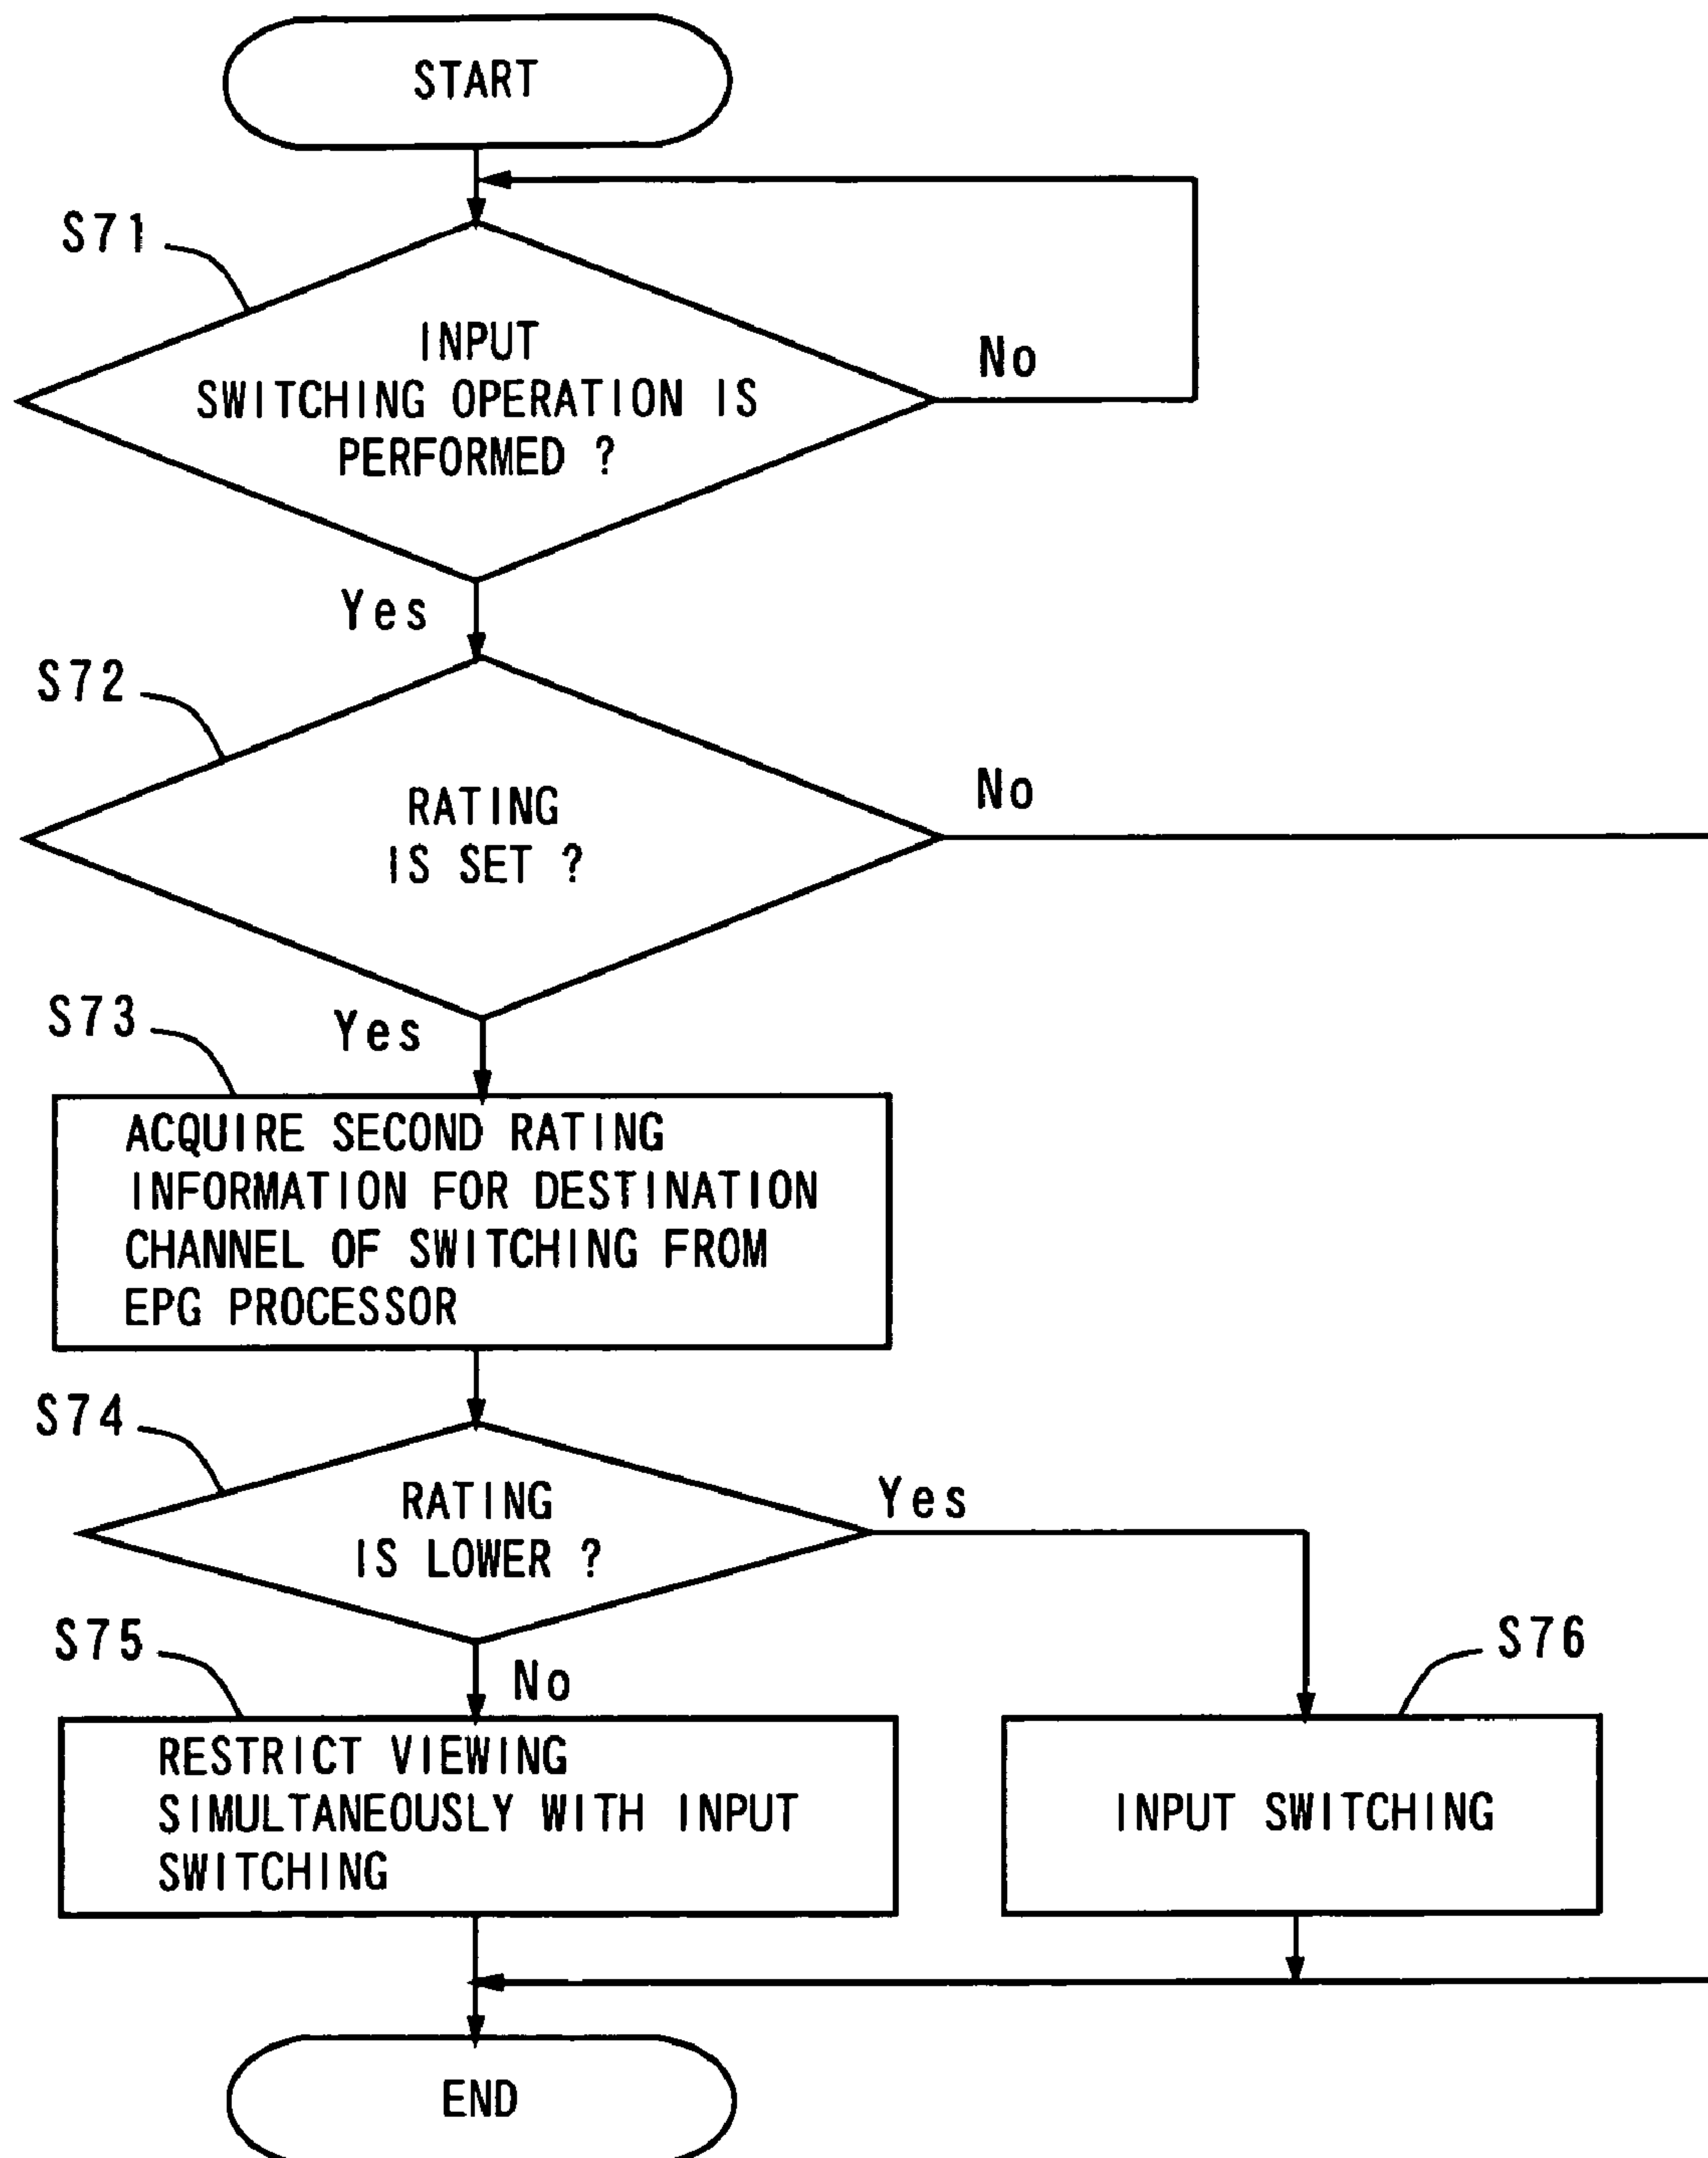 START
S71
INPUT
SWITCHING OPERATION IS
PERFORMED ?
No
Yes
S72
RATING
IS SET ?
No
Yes
S73
ACQUIRE SECOND RATING
INFORMATION FOR DESTINATION
CHANNEL OF SWITCHING FROM
EPG PROCESSOR
S74
RATING
IS LOWER ?
Yes
No
S75
RESTRICT VIEWING
SIMULTANEOUSLY WITH INPUT
SWITCHING
S76
INPUT SWITCHING
END